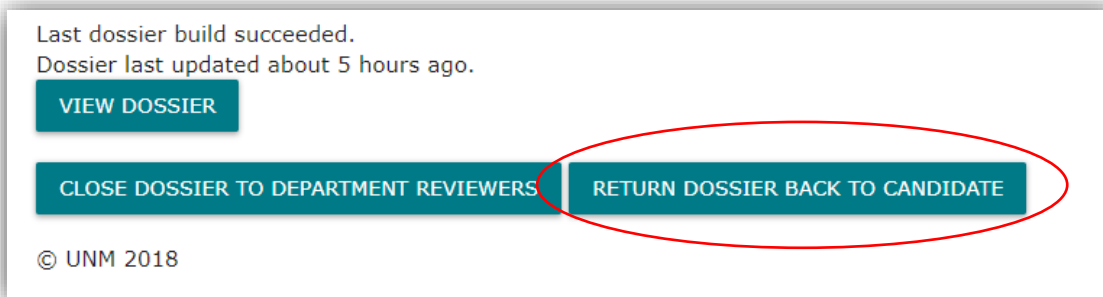 Last dossier build succeeded.
Dossier last updated about 5 hours ago.
VIEW DOSSIER
CLOSE DOSSIER TO DEPARTMENT REVIEWERS RETURN DOSSIER BACK TO CANDIDATE
© UNM 2018